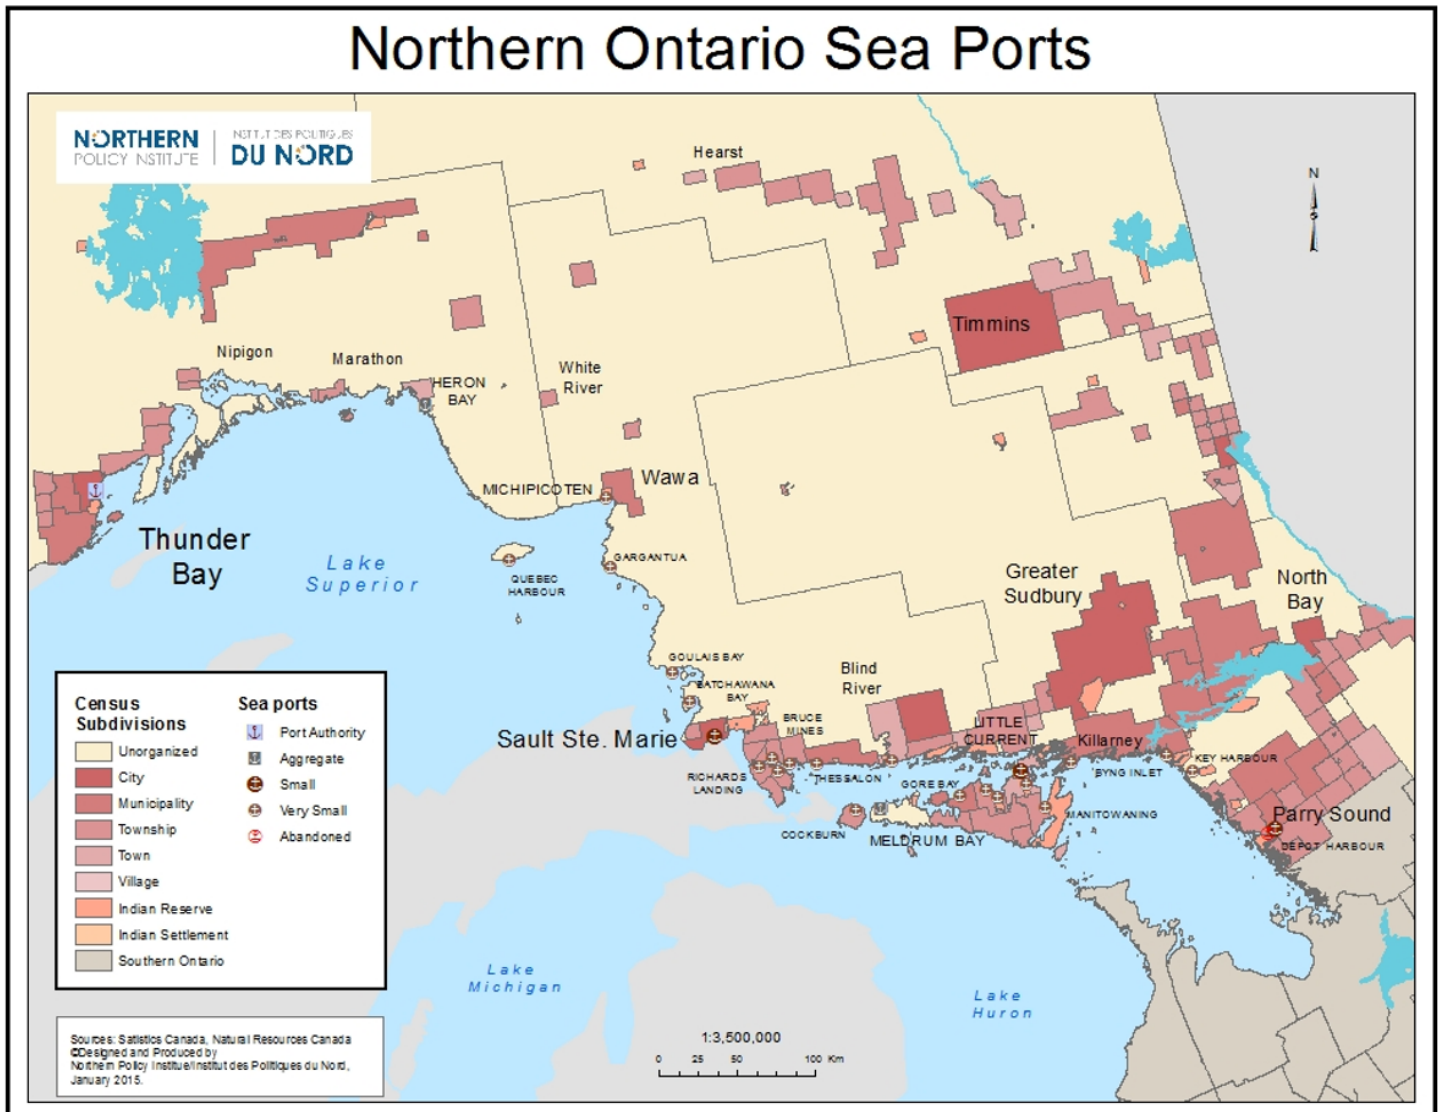 Northern Ontario Sea Ports
NORTHERN
POLICY INSTITUTE
INSTITUT DES POLITIQUES
DU NORD
Hearst
N
Timmins
Nipigon
Marathon
HERON
BAY
White
River
MICHIPICOTEN
Wawa
Thunder
Bay
Lake
Superior
GARGANTUA
QUEBEC
HARBOUR
Greater
Sudbury
North
Bay
GOULAIS BAY
BATCHAWANA
BAY
Blind
River
BRUCE
MINES
Sault Ste. Marie
LITTLE
CURRENT
Killarney
KEY HARBOUR
BYNG INLET
RICHARDS
LANDING
THESSALON
GORE BAY
MANITOWANING
COCKBURN
MELDRUM BAY
Parry Sound
DEPOT HARBOUR
Census
Subdivisions
Unorganized
City
Municipality
Township
Town
Village
Indian Reserve
Indian Settlement
Southern Ontario
Sea ports
Port Authority
Aggregate
Small
Very Small
Abandoned
Lake
Michigan
Lake
Huron
1:3,500,000
0 25 50 100 Km
Sources: Satistics Canada, Natural Resources Canada
©Designed and Produced by
Northern Policy Institue/Institut des Politiques du Nord,
January 2015.